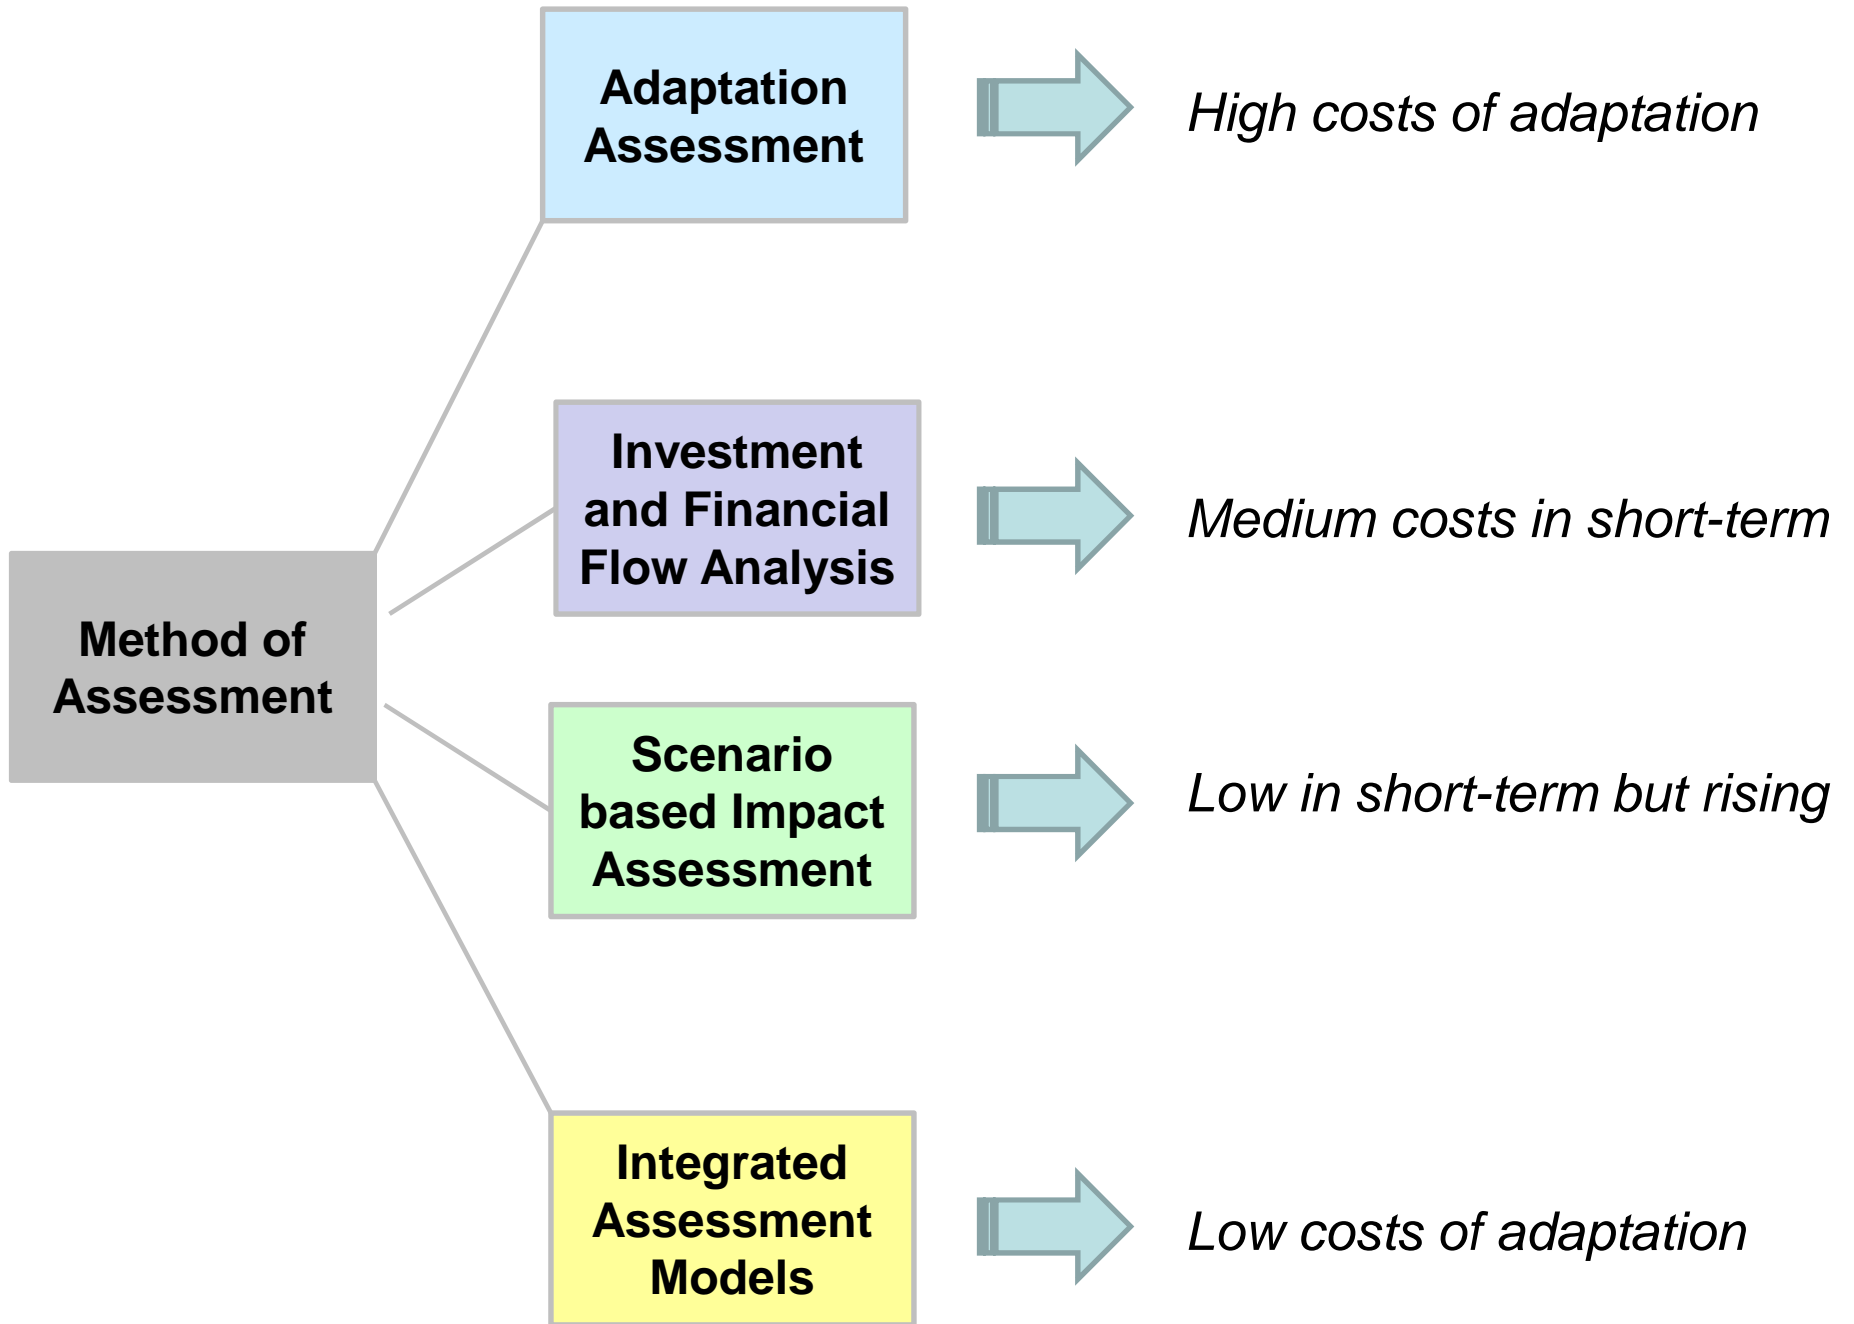 Adaptation
Assessment
High costs of adaptation
Investment
and Financial
Flow Analysis
Medium costs in short-term
Method of
Assessment
Scenario
based Impact
Assessment
Low in short-term but rising
Integrated
Assessment
Models
Low costs of adaptation